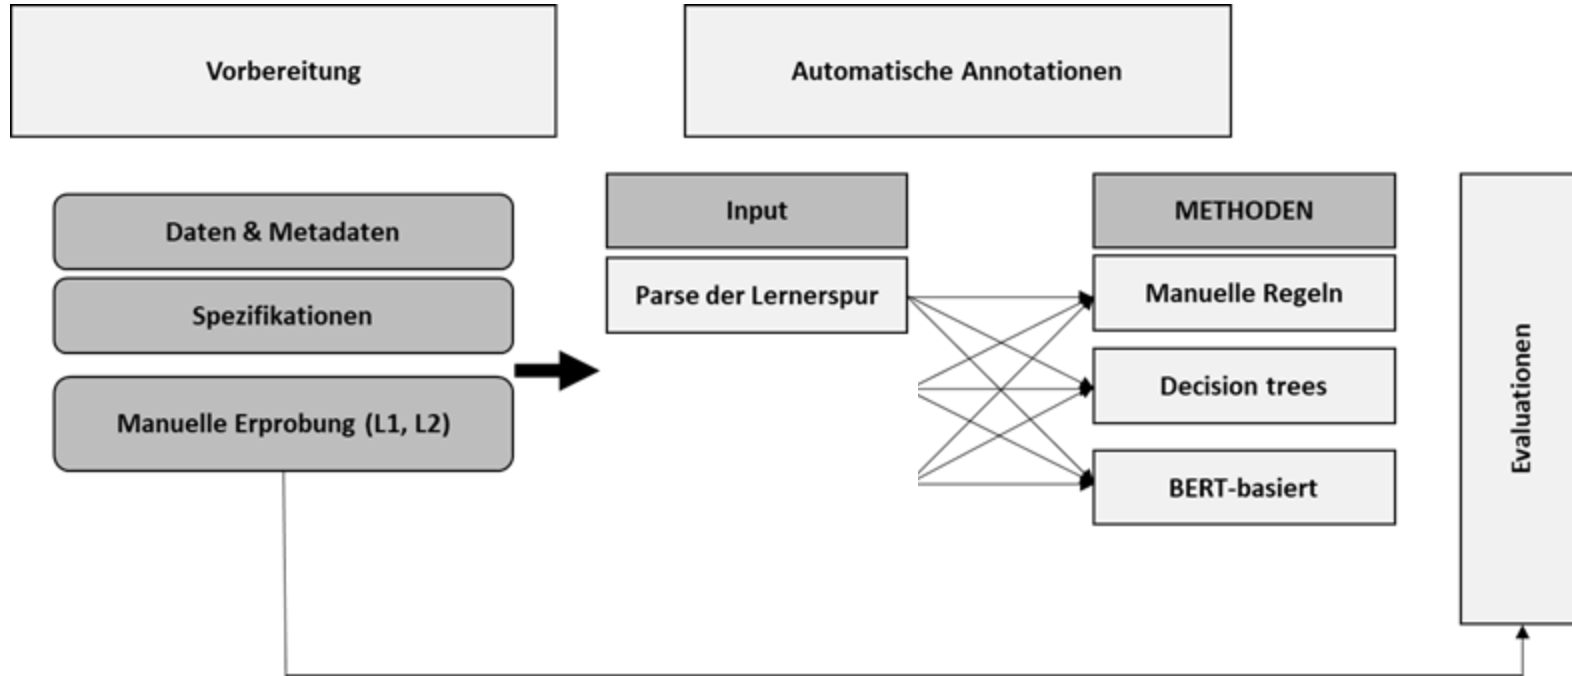 Vorbereitung
Automatische Annotationen
Daten & Metadaten
Spezifikationen
Manuelle Erprobung (L1, L2)
Input
Parse der Lernerspur
METHODEN
Manuelle Regeln
Decision trees
BERT-basiert
Evaluationen